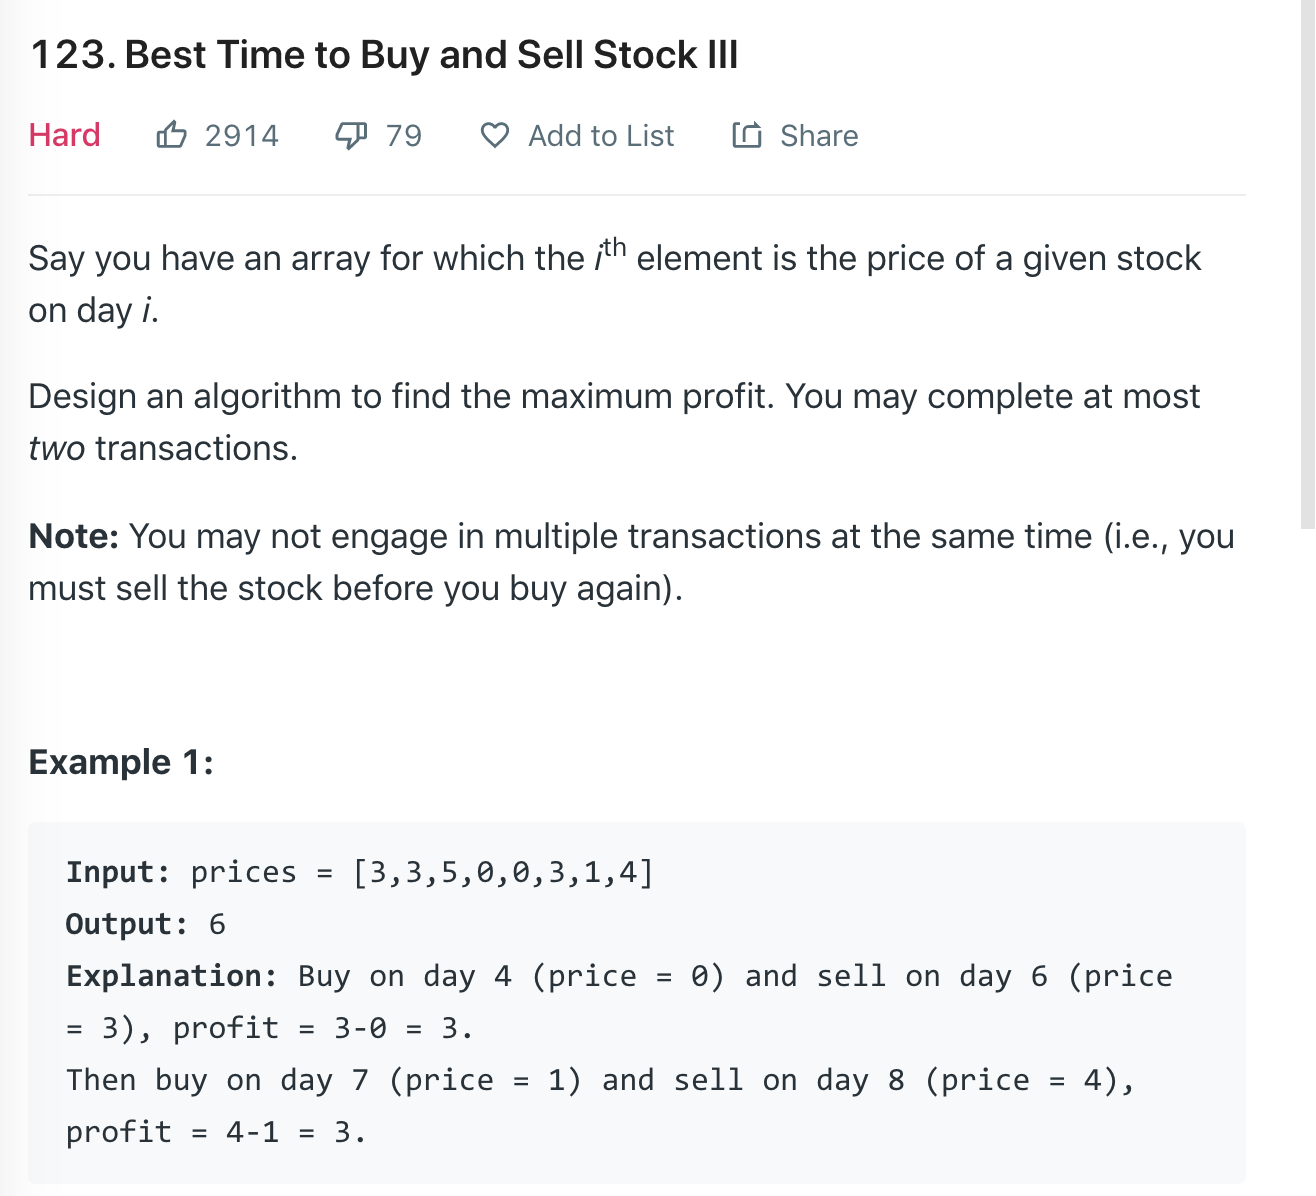 123. Best Time to Buy and Sell Stock III
Hard 2914 79 Add to List Share
Say you have an array for which the ith element is the price of a given stock
on day i.
Design an algorithm to find the maximum profit. You may complete at most
two transactions.
Note: You may not engage in multiple transactions at the same time (i.e., you
must sell the stock before you buy again).
Example 1:
Input: prices = [3,3,5,0,0,3,1,4]
Output: 6
Explanation: Buy on day 4 (price = 0) and sell on day 6 (price
= 3), profit = 3-0 = 3.
Then buy on day 7 (price = 1) and sell on day 8 (price = 4),
profit = 4-1 = 3.